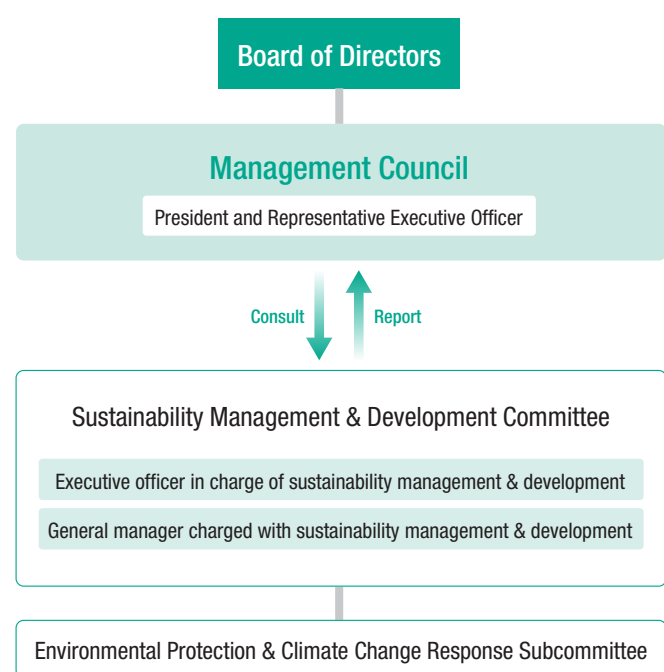 Board of Directors
Management Council
President and Representative Executive Officer
Consult
Report
Sustainability Management & Development Committee
Executive officer in charge of sustainability management & development
General manager charged with sustainability management & development
Environmental Protection & Climate Change Response Subcommittee